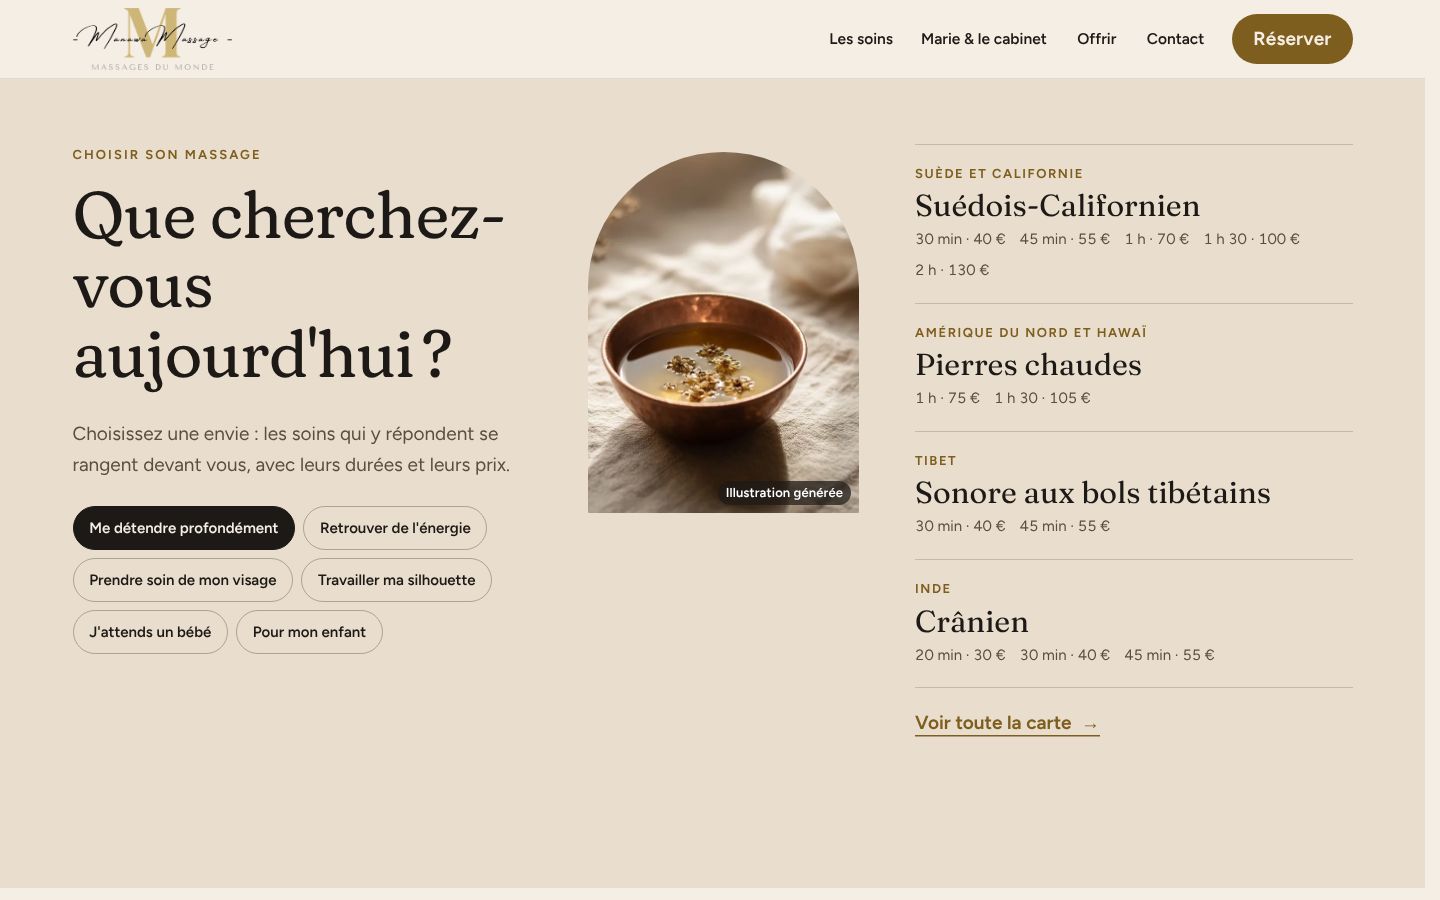 - Manawa Massage -
M
MASSAGES DU MONDE
Les soins
Marie & le cabinet
Offrir
Contact
Réserver
CHOISIR SON MASSAGE
Que cherchez-
vous
aujourd'hui ?
Choisissez une envie : les soins qui y répondent se
rangent devant vous, avec leurs durées et leurs prix.
Me détendre profondément
Retrouver de l'énergie
Prendre soin de mon visage
Travailler ma silhouette
J'attends un bébé
Pour mon enfant
Illustration générée
SUÈDE ET CALIFORNIE
Suédois-Californien
30 min · 40 € 45 min · 55 € 1 h · 70 € 1 h 30 · 100 €
2 h · 130 €
AMÉRIQUE DU NORD ET HAWAÏ
Pierres chaudes
1 h · 75 € 1 h 30 · 105 €
TIBET
Sonore aux bols tibétains
30 min · 40 € 45 min · 55 €
INDE
Crânien
20 min · 30 € 30 min · 40 € 45 min · 55 €
Voir toute la carte →